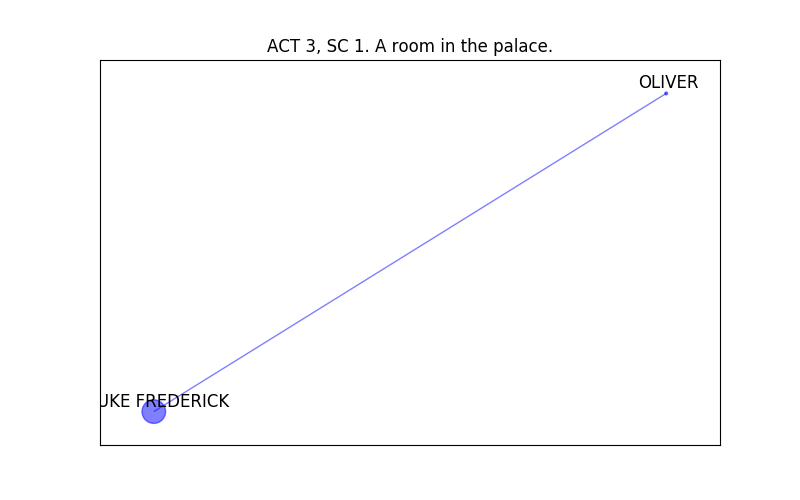 ACT 3, SC 1. A room in the palace.
OLIVER
UKE FREDERICK